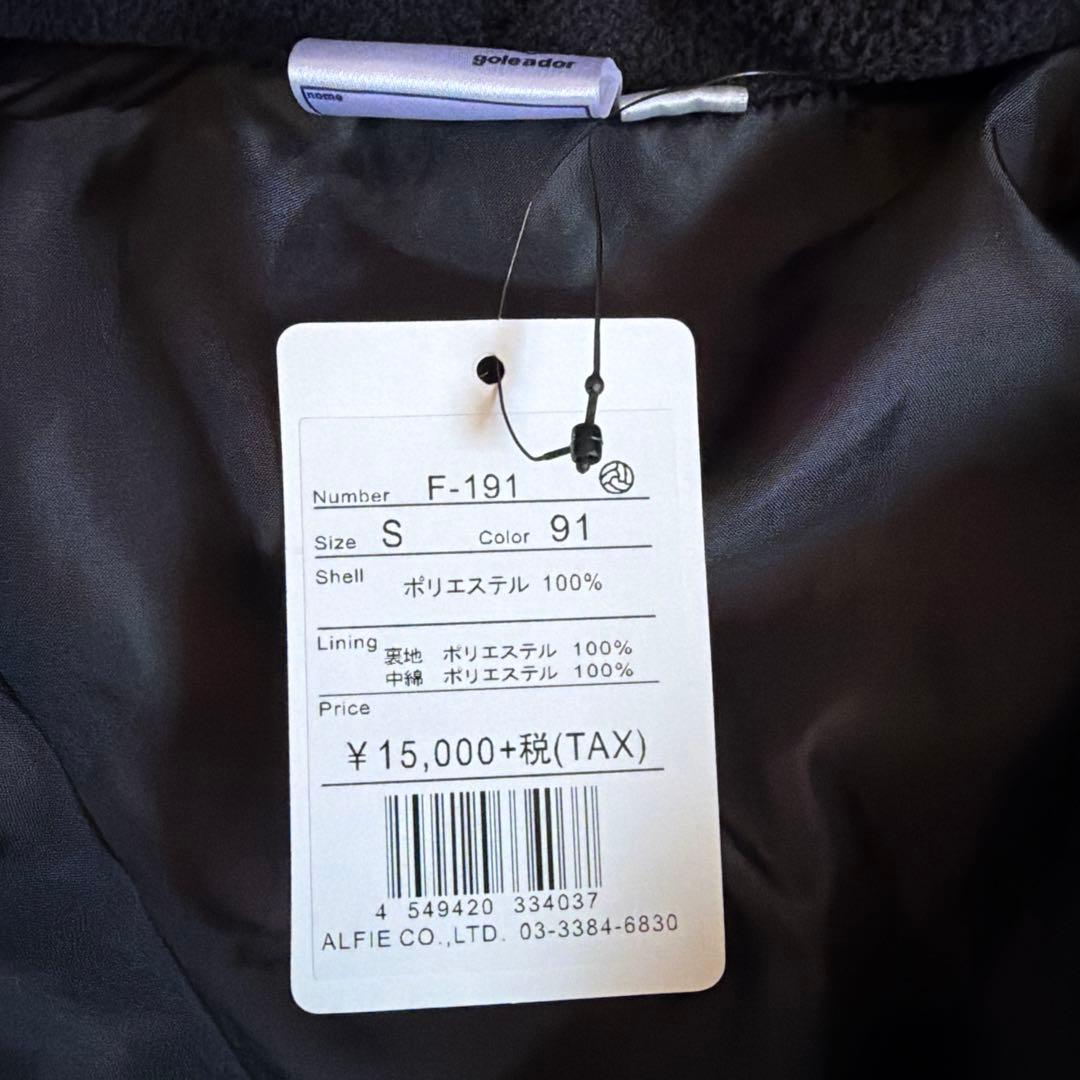 goleador
nome
Number F-191
Size S Color 91
Shell ポリエステル 100%
Lining 裏地 ポリエステル 100%
中綿 ポリエステル 100%
Price
¥15,000+税(TAX)
4 549420 334037
ALFIE CO.,LTD. 03-3384-6830